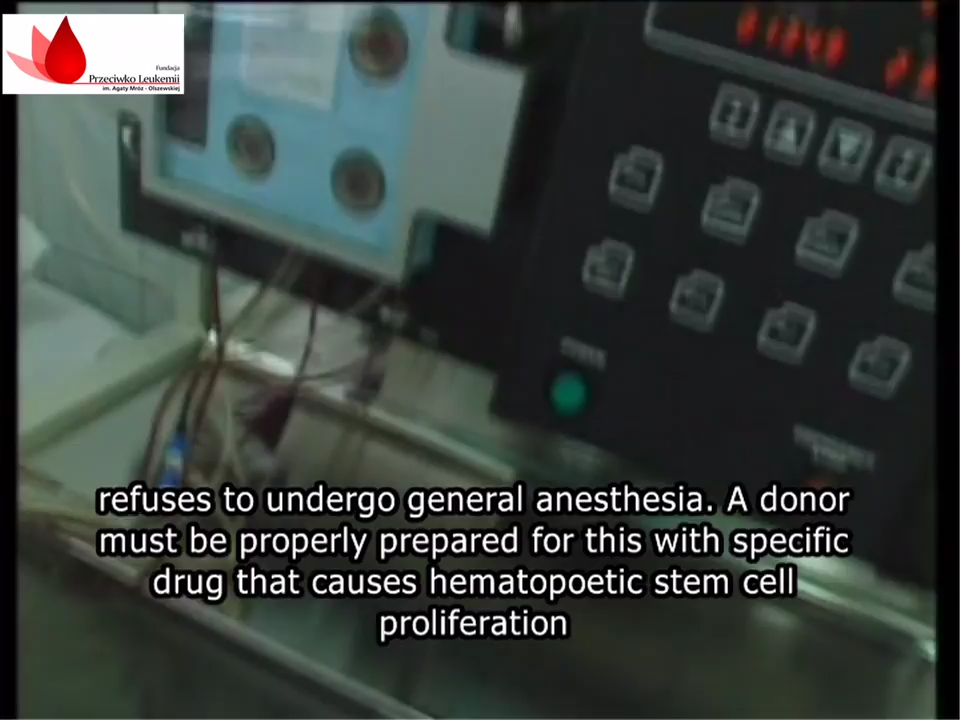 Fundacja
Przeciwko Leukemii
im. Agaty Mróz - Olszewskiej
refuses to undergo general anesthesia. A donor
must be properly prepared for this with specific
drug that causes hematopoetic stem cell
proliferation